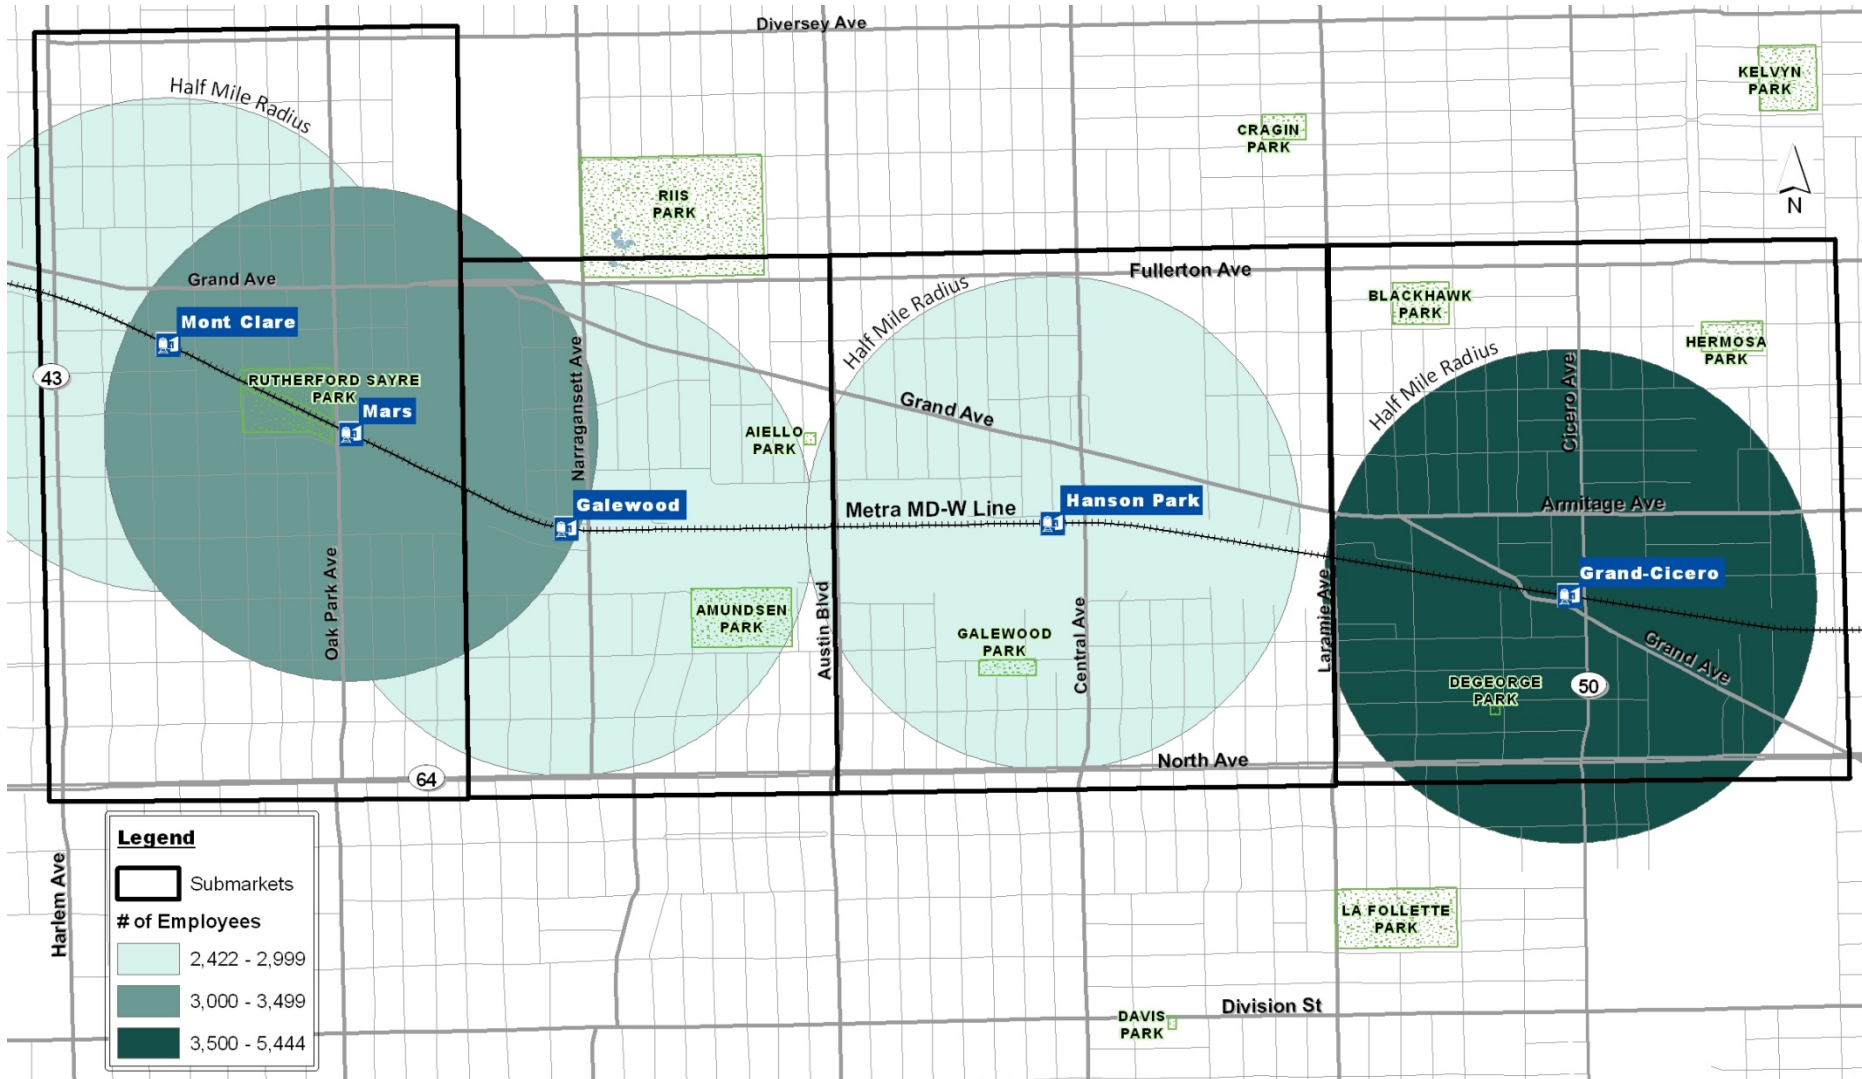 Diversey Ave
KELVYN
PARK
Half Mile Radius
CRAGIN
PARK
RIIS
PARK
N
Grand Ave
Fullerton Ave
Half Mile Radius
BLACKHAWK
PARK
Mont Clare
HERMOSA
PARK
43
RUTHERFORD SAYRE
PARK
Mars
Narragansett Ave
Half Mile Radius
Cicero Ave
Grand Ave
AIELLO
PARK
Galewood
Metra MD-W Line
Hanson Park
Armitage Ave
Grand-Cicero
Oak Park Ave
AMUNDSEN
PARK
Austin Blvd
GALEWOOD
PARK
Central Ave
Laramie Ave
Grand Ave
DEGEORGE
PARK
50
64
North Ave
Harlem Ave
Legend
Submarkets
# of Employees
2,422 - 2,999
3,000 - 3,499
3,500 - 5,444
LA FOLLETTE
PARK
DAVIS
PARK
Division St